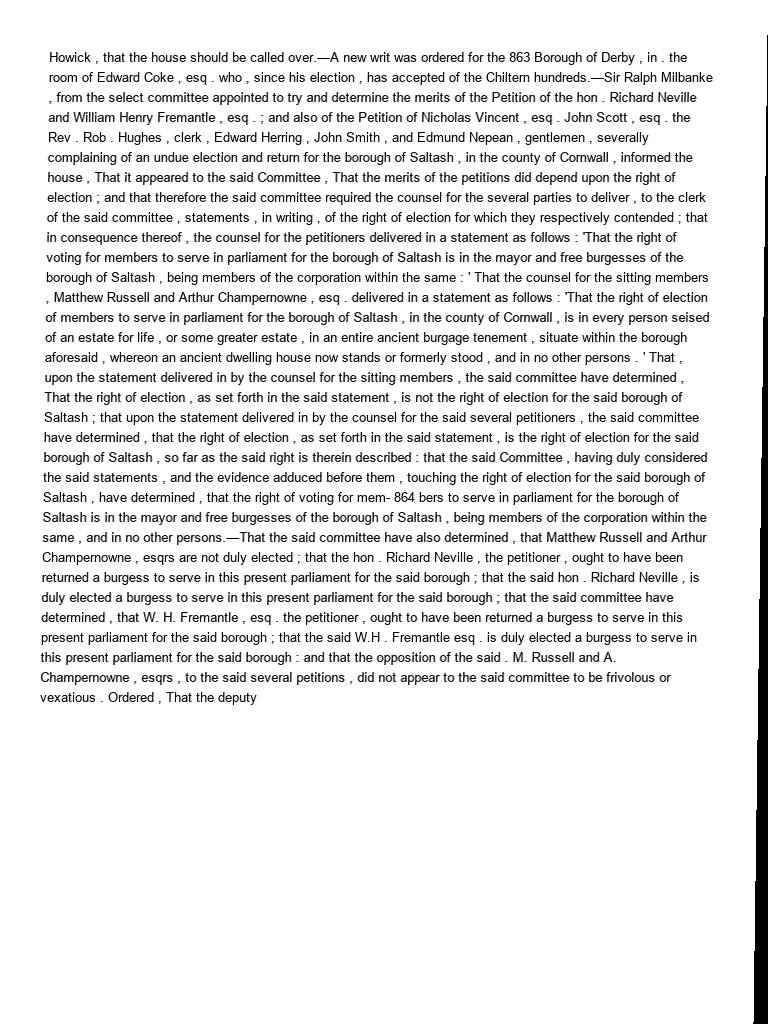 Howick , that the house should be called over.—A new writ was ordered for the 863 Borough of Derby , in . the
room of Edward Coke , esq . who , since his election , has accepted of the Chiltern hundreds.—Sir Ralph Milbanke
, from the select committee appointed to try and determine the merits of the Petition of the hon . Richard Neville
and William Henry Fremantle , esq . ; and also of the Petition of Nicholas Vincent , esq . John Scott , esq . the
Rev . Rob . Hughes , clerk , Edward Herring , John Smith , and Edmund Nepean , gentlemen , severally
complaining of an undue election and return for the borough of Saltash , in the county of Cornwall , informed the
house , That it appeared to the said Committee , That the merits of the petitions did depend upon the right of
election ; and that therefore the said committee required the counsel for the several parties to deliver , to the clerk
of the said committee , statements , in writing , of the right of election for which they respectively contended ; that
in consequence thereof , the counsel for the petitioners delivered in a statement as follows : 'That the right of
voting for members to serve in parliament for the borough of Saltash is in the mayor and free burgesses of the
borough of Saltash , being members of the corporation within the same : ' That the counsel for the sitting members
, Matthew Russell and Arthur Champernowne , esq . delivered in a statement as follows : 'That the right of election
of members to serve in parliament for the borough of Saltash , in the county of Cornwall , is in every person seised
of an estate for life , or some greater estate , in an entire ancient burgage tenement , situate within the borough
aforesaid , whereon an ancient dwelling house now stands or formerly stood , and in no other persons . ' That ,
upon the statement delivered in by the counsel for the sitting members , the said committee have determined ,
That the right of election , as set forth in the said statement , is not the right of election for the said borough of
Saltash ; that upon the statement delivered in by the counsel for the said several petitioners , the said committee
have determined , that the right of election , as set forth in the said statement , is the right of election for the said
borough of Saltash , so far as the said right is therein described : that the said Committee , having duly considered
the said statements , and the evidence adduced before them , touching the right of election for the said borough of
Saltash , have determined , that the right of voting for mem- 864 bers to serve in parliament for the borough of
Saltash is in the mayor and free burgesses of the borough of Saltash , being members of the corporation within the
same , and in no other persons.—That the said committee have also determined , that Matthew Russell and Arthur
Champernowne , esqrs are not duly elected ; that the hon . Richard Neville , the petitioner , ought to have been
returned a burgess to serve in this present parliament for the said borough ; that the said hon . Richard Neville , is
duly elected a burgess to serve in this present parliament for the said borough ; that the said committee have
determined , that W. H. Fremantle , esq . the petitioner , ought to have been returned a burgess to serve in this
present parliament for the said borough ; that the said W.H . Fremantle esq . is duly elected a burgess to serve in
this present parliament for the said borough : and that the opposition of the said . M. Russell and A.
Champernowne , esqrs , to the said several petitions , did not appear to the said committee to be frivolous or
vexatious . Ordered , That the deputy